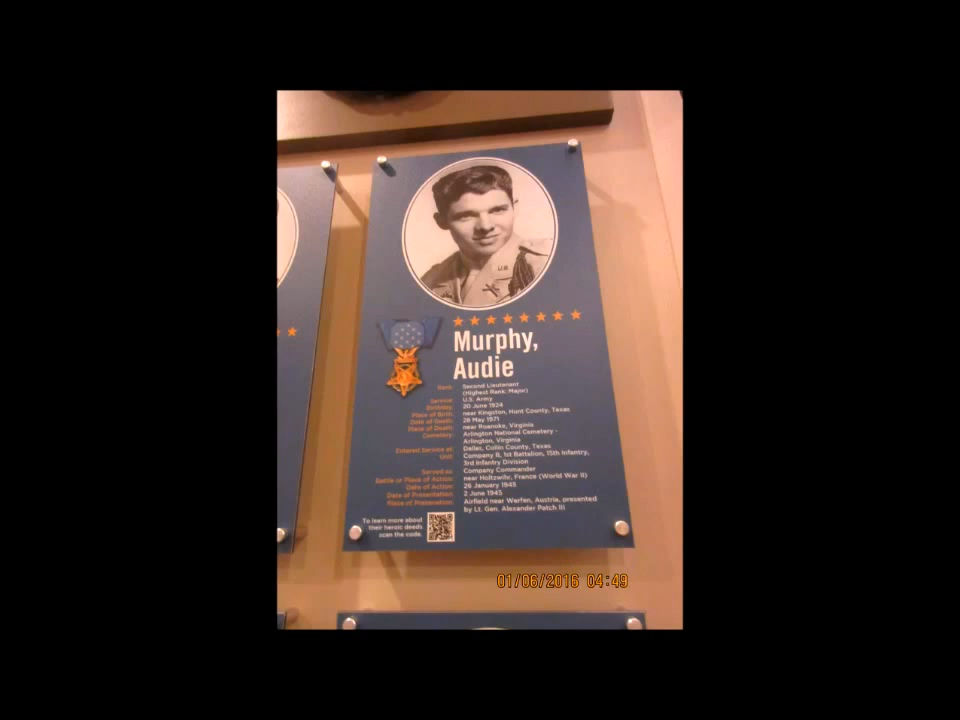 U.S.
Murphy,
Audie
Rank: Second Lieutenant
(Highest Rank: Major)
Service: U.S. Army
Birthday: 20 June 1924
Place of Birth: near Kingston, Hunt County, Texas
Date of Death: 28 May 1971
Place of Death: near Roanoke, Virginia
Cemetery: Arlington National Cemetery -
Arlington, Virginia
Entered Service at: Dallas, Collin County, Texas
Unit: Company B, 1st Battalion, 15th Infantry,
3rd Infantry Division
Served as: Company Commander
Battle or Place of Action: near Holtzwihr, France (World War II)
Date of Action: 26 January 1945
Date of Presentation: 2 June 1945
Place of Presentation: Airfield near Werfen, Austria, presented
by Lt. Gen. Alexander Patch III
To learn more about
their heroic deeds
scan the code.
01/06/2016 04:49